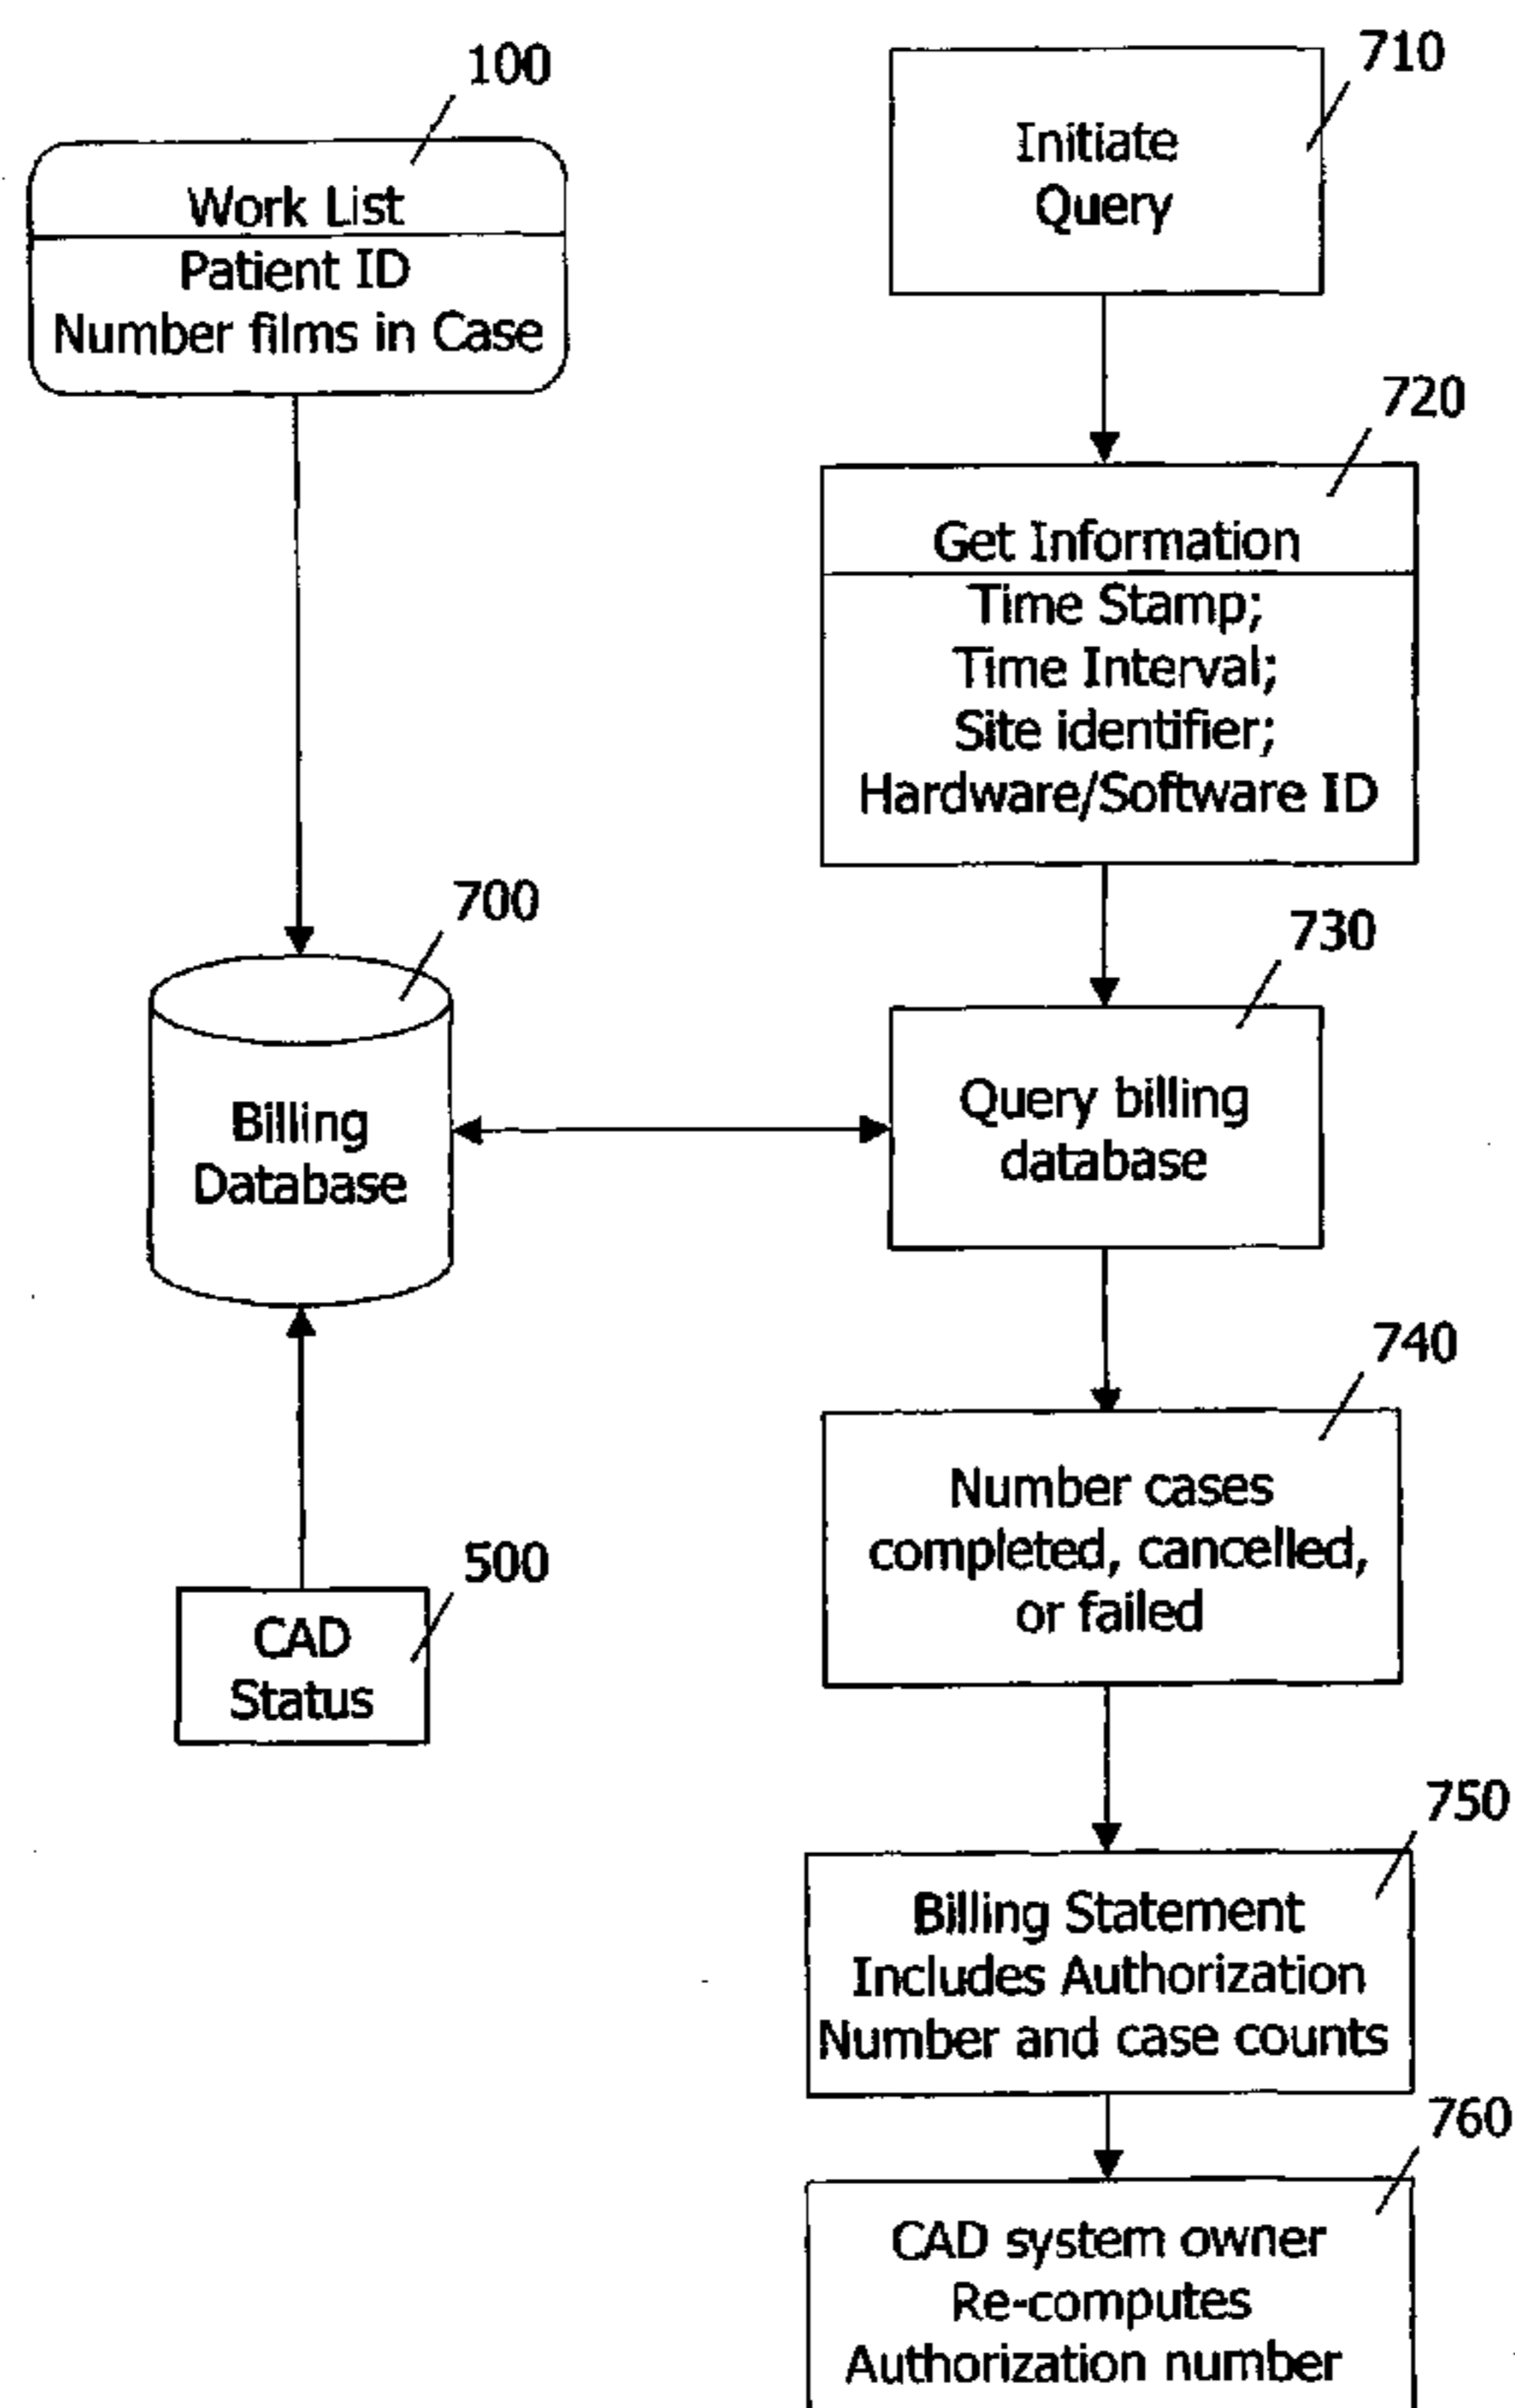 100
Work List
Patient ID
Number films in Case
700
Billing
Database
500
CAD
Status
710
Initiate
Query
720
Get Information
Time Stamp;
Time Interval;
Site identifier;
Hardware/Software ID
730
Query billing
database
740
Number cases
completed, cancelled,
or failed
750
Billing Statement
Includes Authorization
Number and case counts
760
CAD system owner
Re-computes
Authorization number